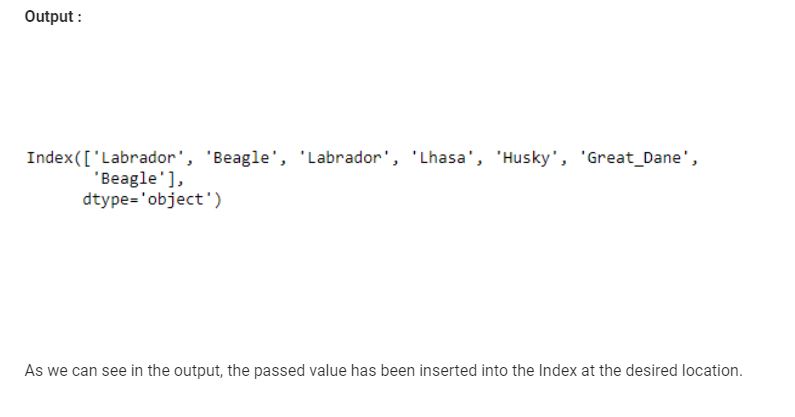 Output :
Index(['Labrador', 'Beagle', 'Labrador', 'Lhasa', 'Husky', 'Great_Dane',
'Beagle'],
dtype='object')
As we can see in the output, the passed value has been inserted into the Index at the desired location.